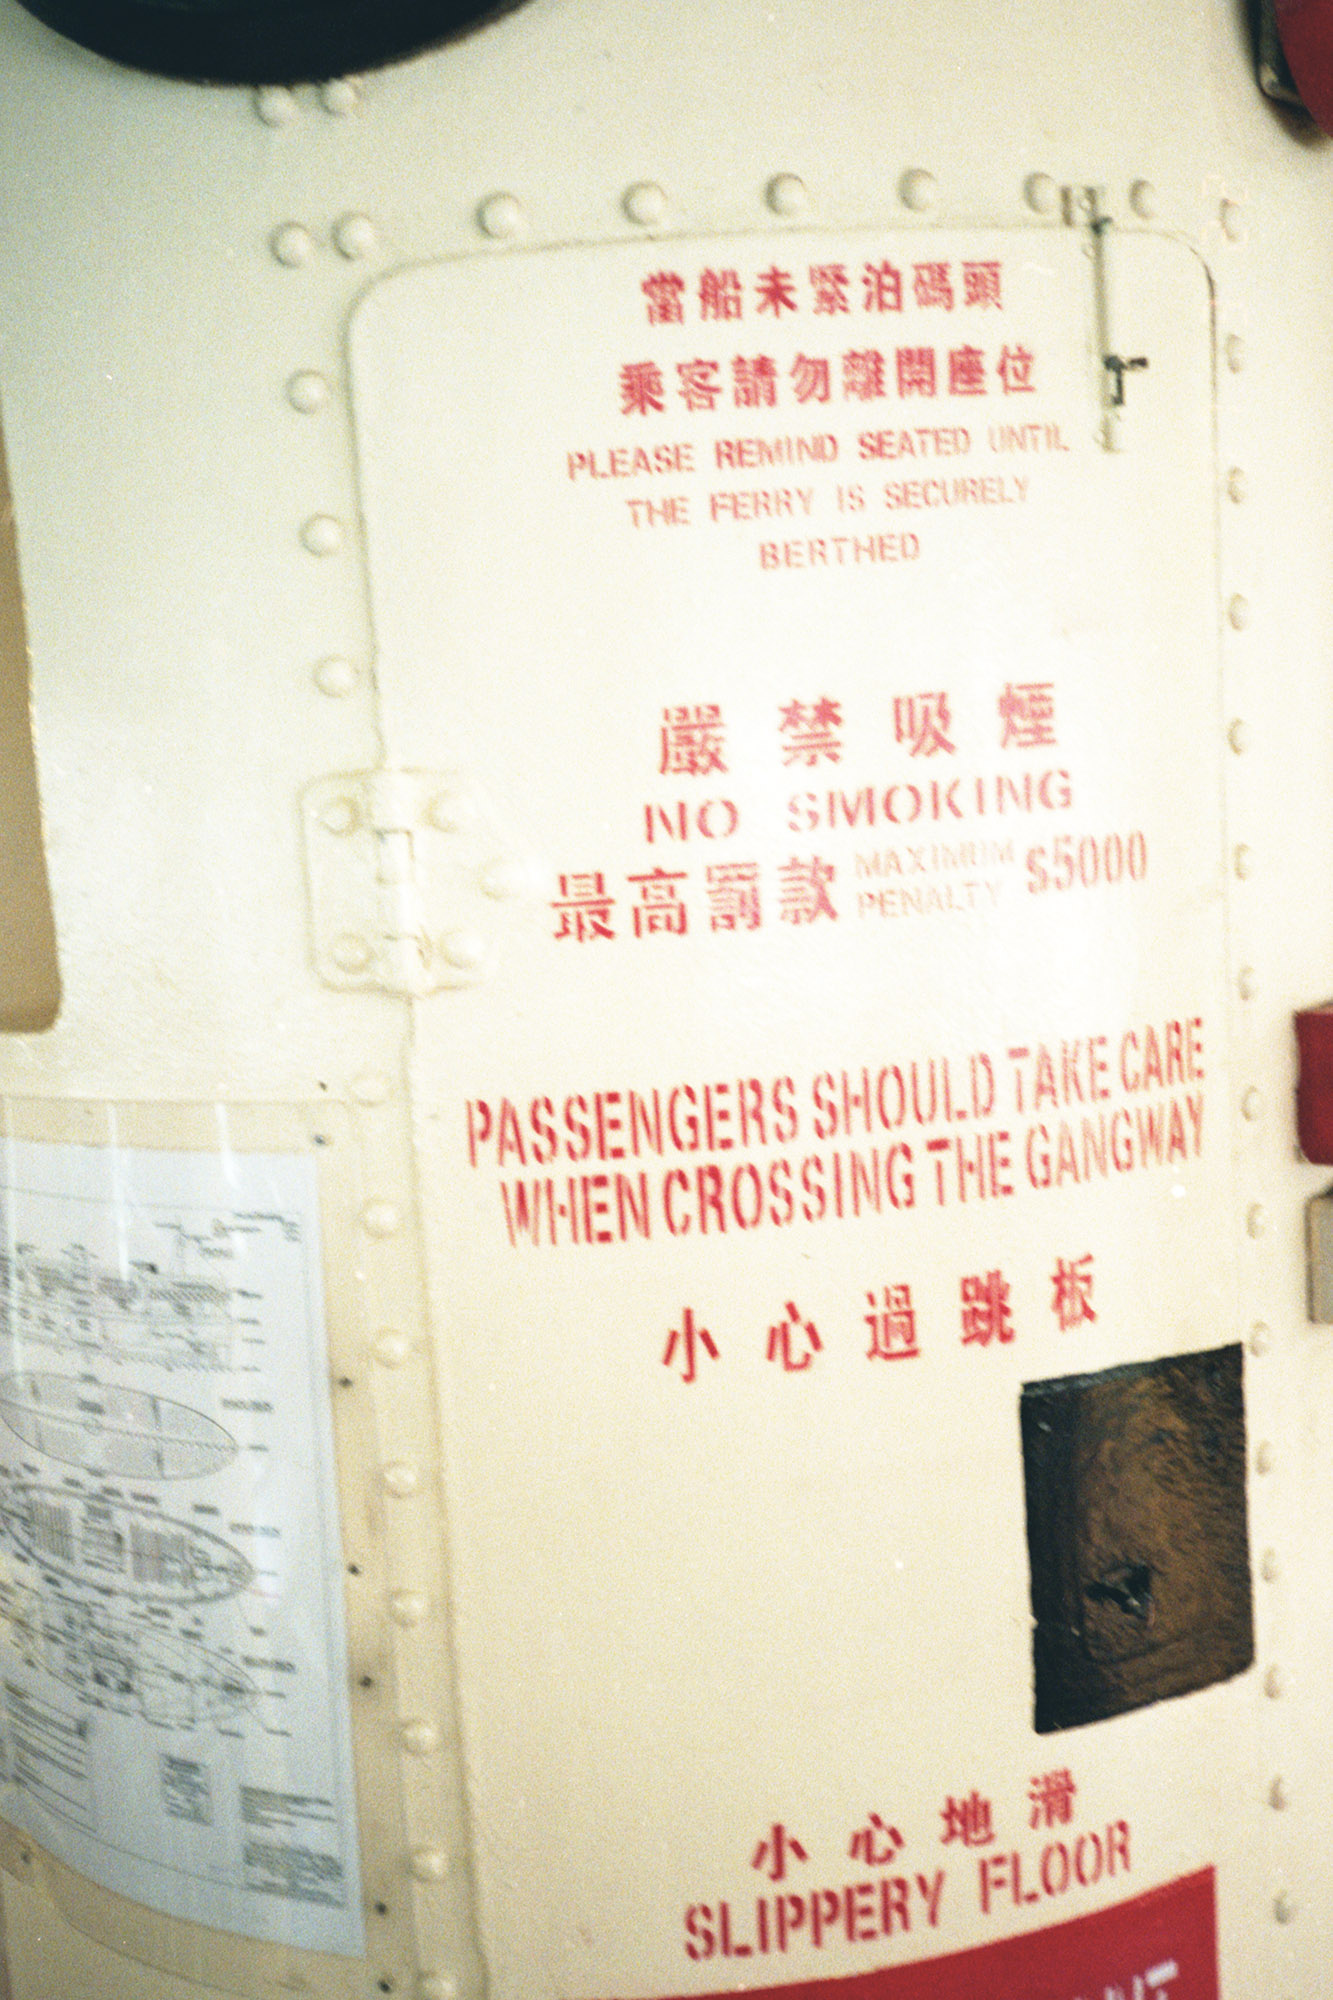 當船未緊泊碼頭
乘客請勿離開座位
PLEASE REMIND SEATED UNTIL
THE FERRY IS SECURELY
BERTHED
嚴禁吸煙
NO SMOKING
最高罰款 MAXIMUM PENALTY $5000
PASSENGERS SHOULD TAKE CARE
WHEN CROSSING THE GANGWAY
小心過跳板
小心地滑
SLIPPERY FLOOR